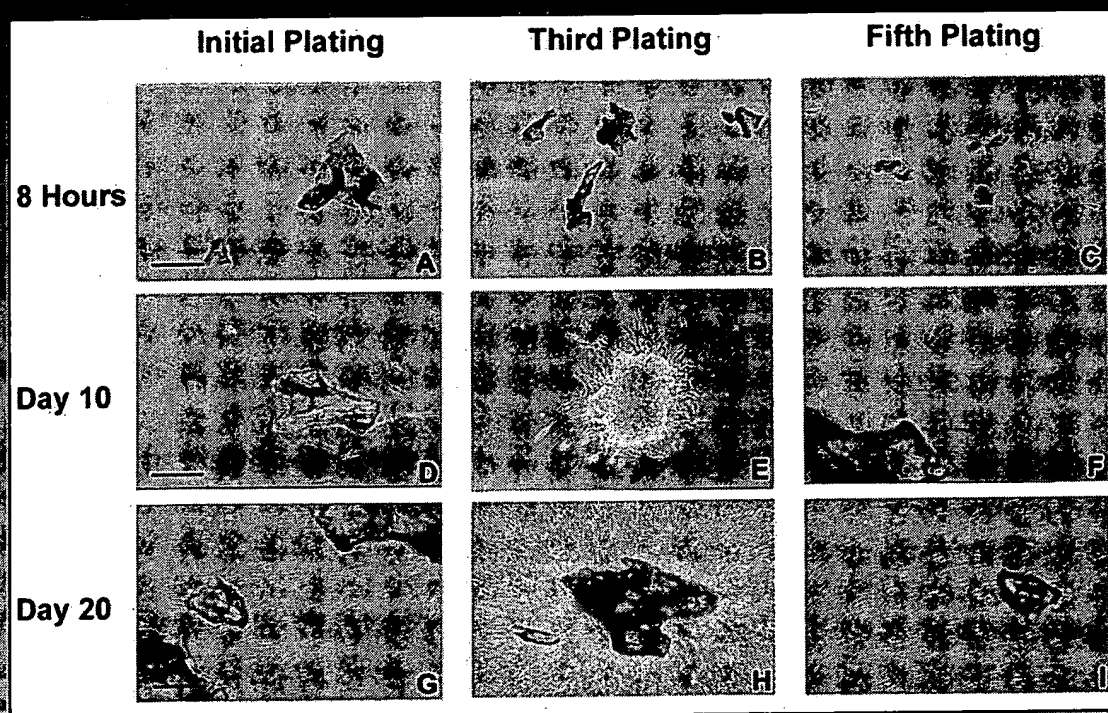 Initial Plating Third Plating Fifth Plating
8 Hours
A B C
Day 10
D E F
Day 20
G H I